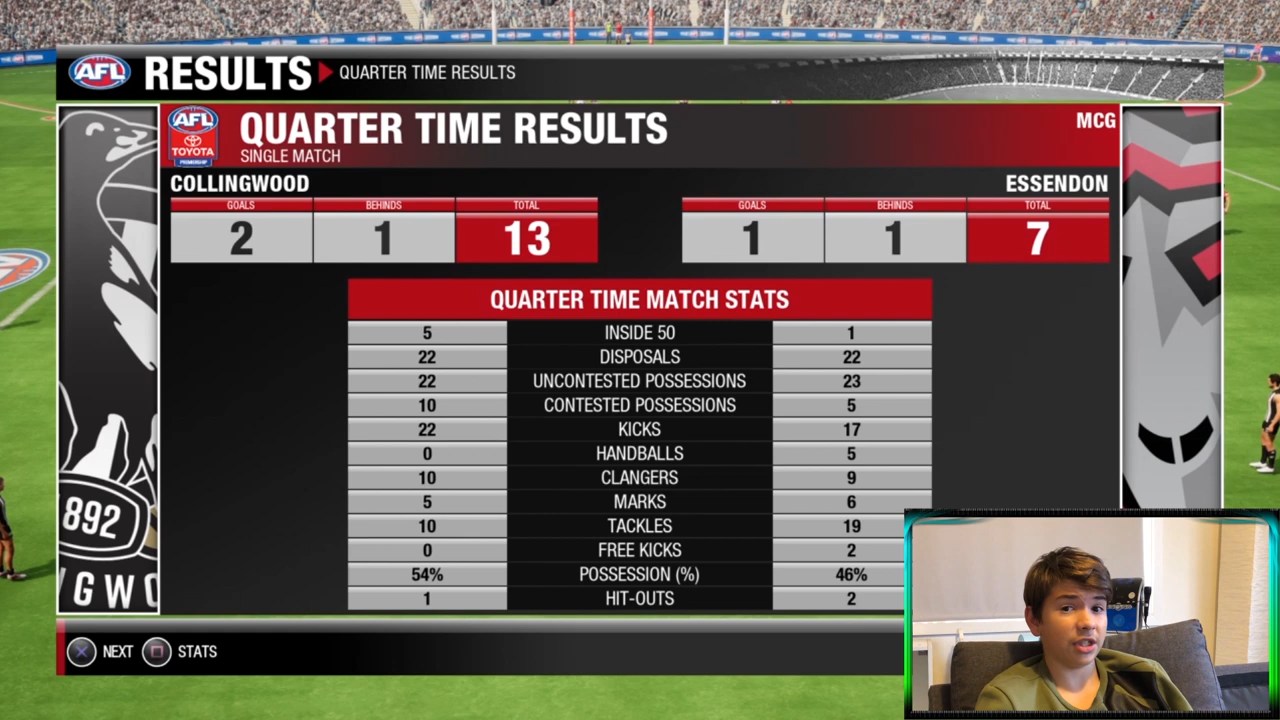 AFL RESULTS QUARTER TIME RESULTS
AFL
TOYOTA
PREMIERSHIP
QUARTER TIME RESULTS
SINGLE MATCH
MCG
COLLINGWOOD
ESSENDON
GOALS BEHINDS TOTAL
GOALS BEHINDS TOTAL
2 1 13
1 1 7
QUARTER TIME MATCH STATS
5 INSIDE 50 1
22 DISPOSALS 22
22 UNCONTESTED POSSESSIONS 23
10 CONTESTED POSSESSIONS 5
22 KICKS 17
0 HANDBALLS 5
10 CLANGERS 9
5 MARKS 6
10 TACKLES 19
0 FREE KICKS 2
54% POSSESSION (%) 46%
1 HIT-OUTS 2
892
NGWO
NEXT
STATS